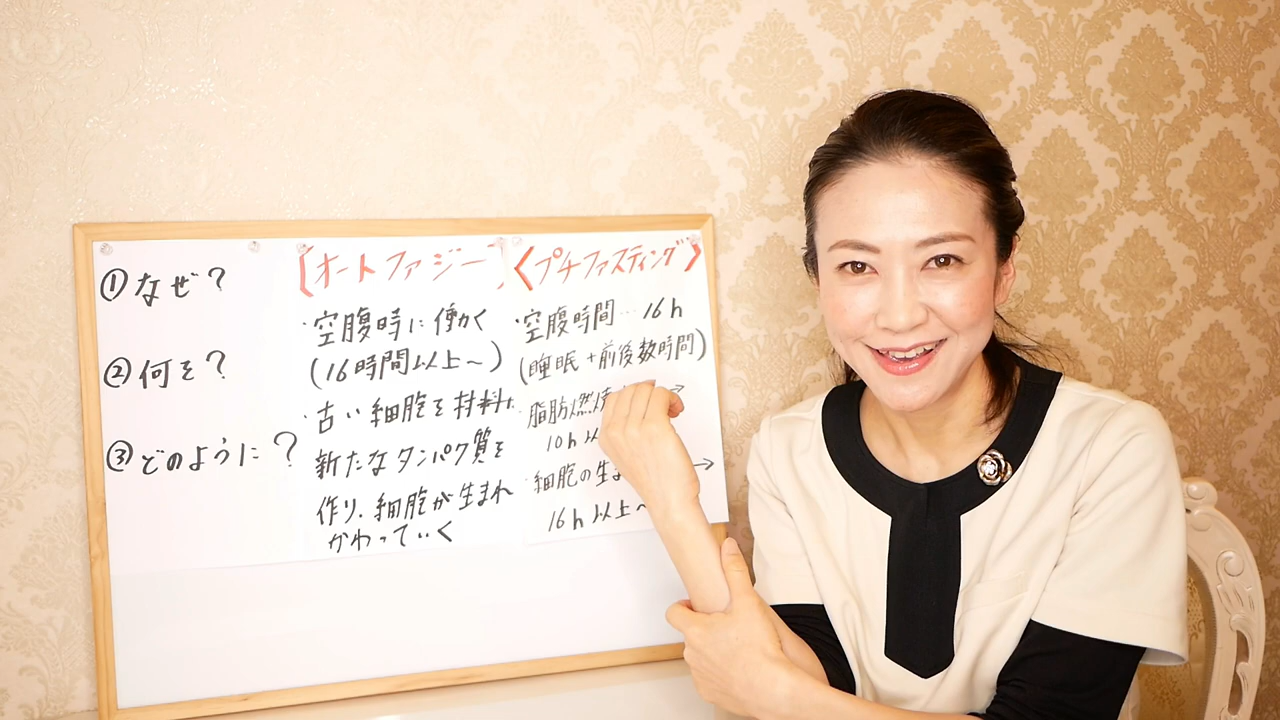 ①なぜ？
②何を？
③どのように？
【オートファジー】
・空腹時に働く
(16時間以上〜)
古い細胞を材料に
新たなタンパク質を
作り、細胞が生まれ
かわっていく
〈プチファスティング〉
・空腹時間…16h
(睡眠+前後数時間)
脂肪燃焼 →
10h以
・細胞の生ま →
16h以上〜